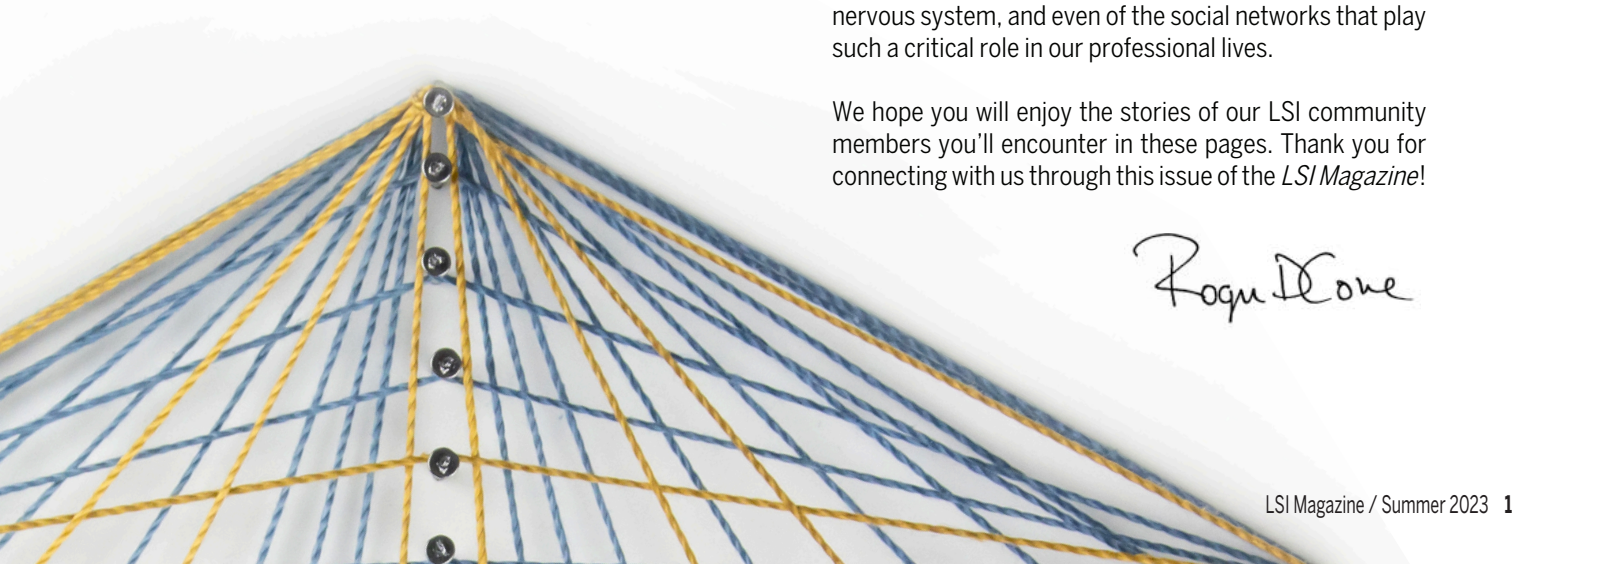 nervous system, and even of the social networks that play
such a critical role in our professional lives.
We hope you will enjoy the stories of our LSI community
members you'll encounter in these pages. Thank you for
connecting with us through this issue of the LSI Magazine!
LSI Magazine / Summer 2023 1